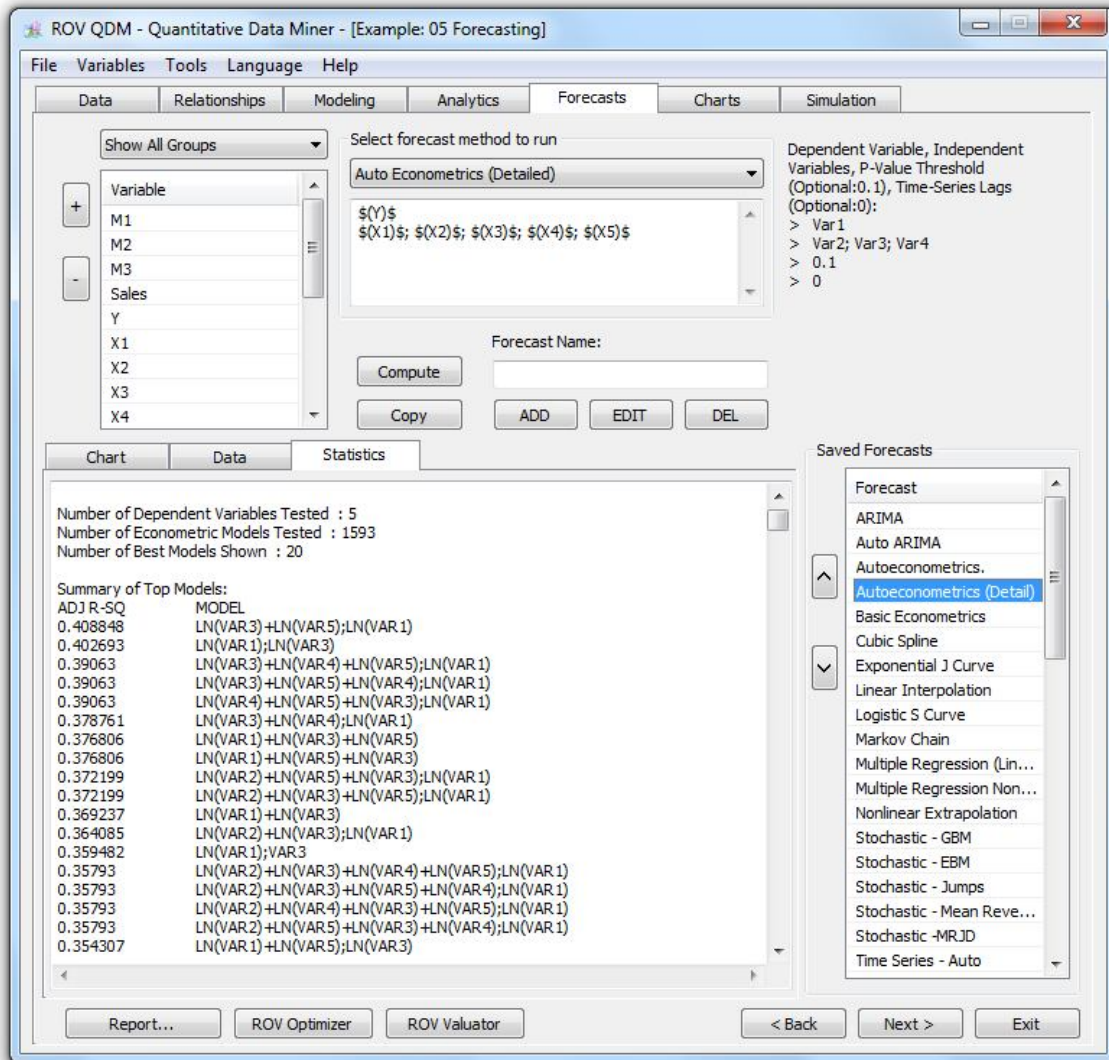 ROV QDM - Quantitative Data Miner - [Example: 05 Forecasting]
File Variables Tools Language Help
Data Relationships Modeling Analytics Forecasts Charts Simulation
Show All Groups
+
-
Variable
M1
M2
M3
Sales
Y
X1
X2
X3
X4
Select forecast method to run
Auto Econometrics (Detailed)
$(Y)$
$(X1)$; $(X2)$; $(X3)$; $(X4)$; $(X5)$
Dependent Variable, Independent
Variables, P-Value Threshold
(Optional:0.1), Time-Series Lags
(Optional:0):
> Var1
> Var2; Var3; Var4
> 0.1
> 0
Forecast Name:
Compute
Copy ADD EDIT DEL
Chart Data Statistics
Number of Dependent Variables Tested : 5
Number of Econometric Models Tested : 1593
Number of Best Models Shown : 20
Summary of Top Models:
ADJ R-SQ MODEL
0.408848 LN(VAR3)+LN(VAR5);LN(VAR1)
0.402693 LN(VAR1);LN(VAR3)
0.39063 LN(VAR3)+LN(VAR4)+LN(VAR5);LN(VAR1)
0.39063 LN(VAR3)+LN(VAR5)+LN(VAR4);LN(VAR1)
0.39063 LN(VAR4)+LN(VAR5)+LN(VAR3);LN(VAR1)
0.378761 LN(VAR3)+LN(VAR4);LN(VAR1)
0.376806 LN(VAR1)+LN(VAR3)+LN(VAR5)
0.376806 LN(VAR1)+LN(VAR5)+LN(VAR3)
0.372199 LN(VAR2)+LN(VAR5)+LN(VAR3);LN(VAR1)
0.372199 LN(VAR2)+LN(VAR3)+LN(VAR5);LN(VAR1)
0.369237 LN(VAR1)+LN(VAR3)
0.364085 LN(VAR2)+LN(VAR3);LN(VAR1)
0.359482 LN(VAR1);VAR3
0.35793 LN(VAR2)+LN(VAR3)+LN(VAR4)+LN(VAR5);LN(VAR1)
0.35793 LN(VAR2)+LN(VAR3)+LN(VAR5)+LN(VAR4);LN(VAR1)
0.35793 LN(VAR2)+LN(VAR4)+LN(VAR3)+LN(VAR5);LN(VAR1)
0.35793 LN(VAR2)+LN(VAR5)+LN(VAR3)+LN(VAR4);LN(VAR1)
0.354307 LN(VAR1)+LN(VAR5);LN(VAR3)
Saved Forecasts
Forecast
ARIMA
Auto ARIMA
Autoeconometrics.
Autoeconometrics (Detail)
Basic Econometrics
Cubic Spline
Exponential J Curve
Linear Interpolation
Logistic S Curve
Markov Chain
Multiple Regression (Lin...
Multiple Regression Non...
Nonlinear Extrapolation
Stochastic - GBM
Stochastic - EBM
Stochastic - Jumps
Stochastic - Mean Reve...
Stochastic -MRJD
Time Series - Auto
Report... ROV Optimizer ROV Valuator < Back Next > Exit